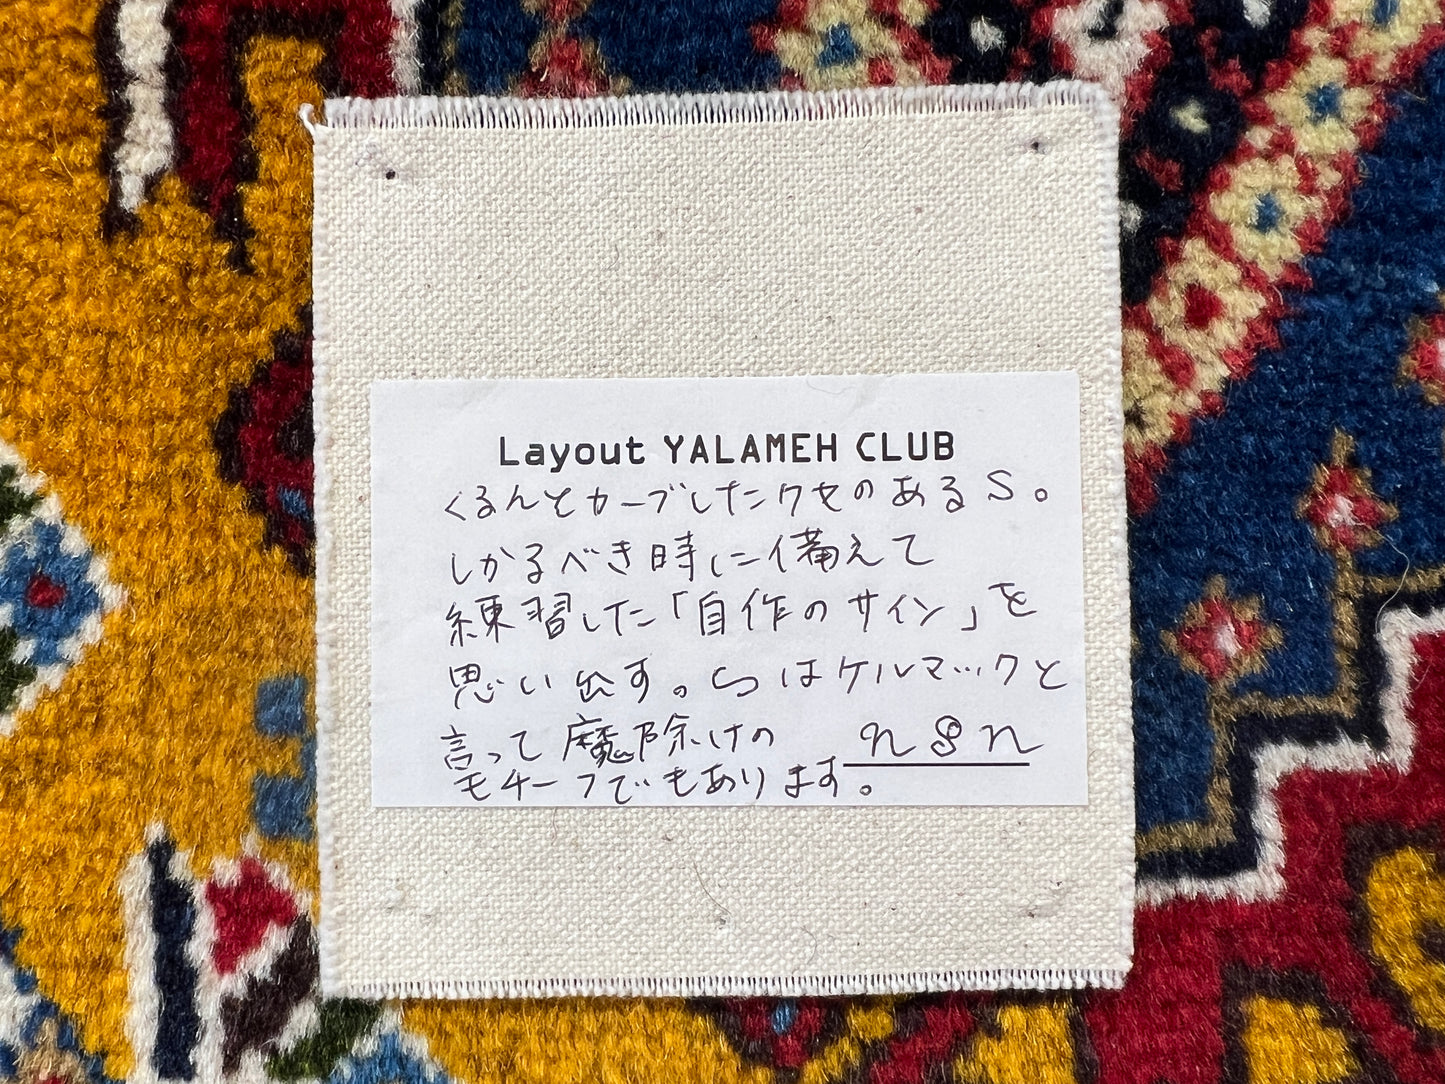 Layout YALAMEH CLUB
くるんとカーブしたクセのあるS。
しかるべき時に備えて
練習した「自作のサイン」を
思い出す。Sはケルマックと
言って魔除けの nsn
モチーフでもあります。